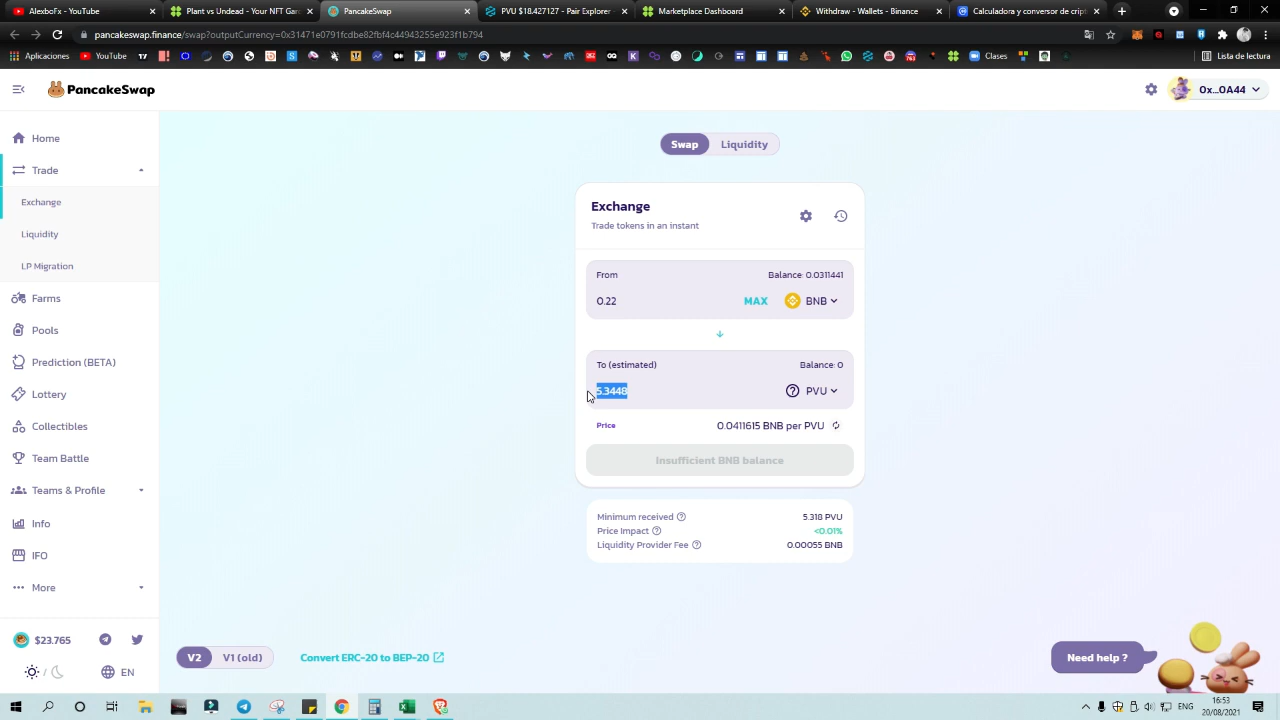 AlexboFx - YouTube
Plant vs Undead - Your NFT Gam
PancakeSwap
PVU $18.427127 - Pair Explorer -
Marketplace Dashboard
Withdraw - Wallets - Binance
Calculadora y conversor de cript
pancakeswap.finance/swap?outputCurrency=0x31471e0791fcdbe82fbf4c44943255e923f1b794
Aplicaciones
YouTube
Clases
Lista de lectura
PancakeSwap
0x...0A44
Home
Trade
Exchange
Liquidity
LP Migration
Farms
Pools
Prediction (BETA)
Lottery
Collectibles
Team Battle
Teams & Profile
Info
IFO
More
$23.765
EN
Swap
Liquidity
Exchange
Trade tokens in an instant
From
Balance: 0.0311441
0.22
MAX
BNB
To (estimated)
Balance: 0
5.3448
PVU
Price
0.0411615 BNB per PVU
Insufficient BNB balance
Minimum received
5.318 PVU
Price Impact
<0.01%
Liquidity Provider Fee
0.00055 BNB
V2
V1 (old)
Convert ERC-20 to BEP-20
Need help ?
ENG
16:53
20/08/2021